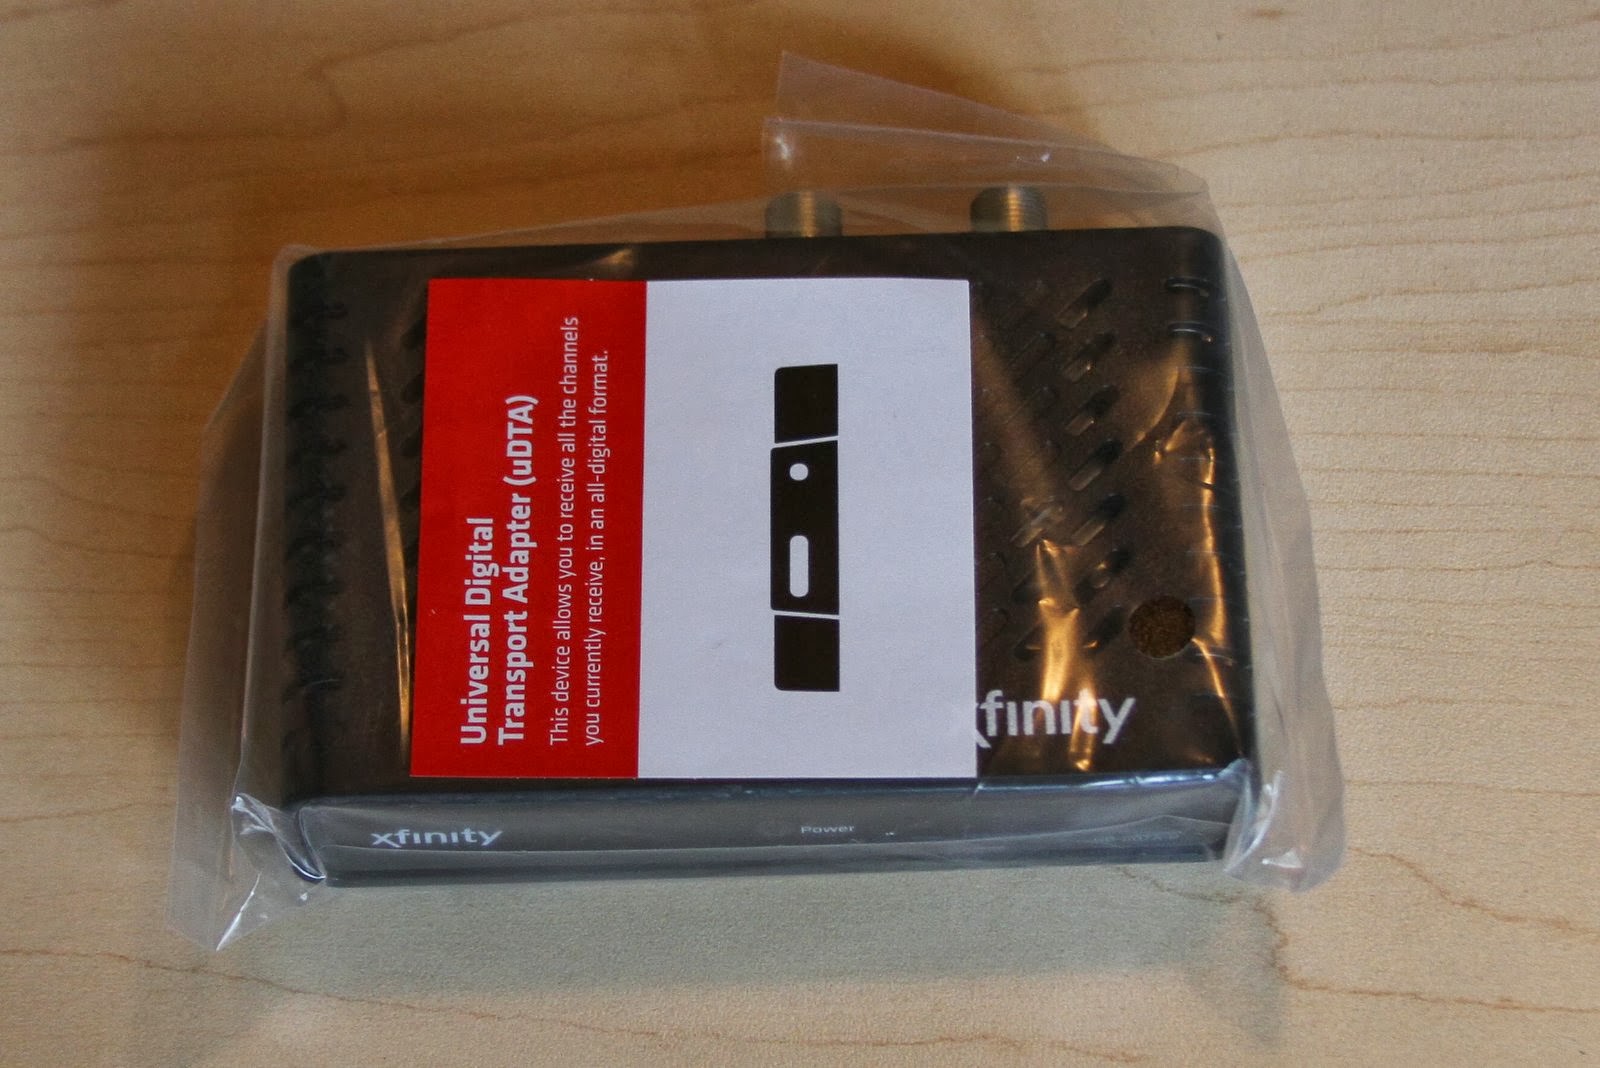 Universal Digital
Transport Adapter (uDTA)
This device allows you to receive all the channels
you currently receive, in an all-digital format.
xfinity
xfinity
Power